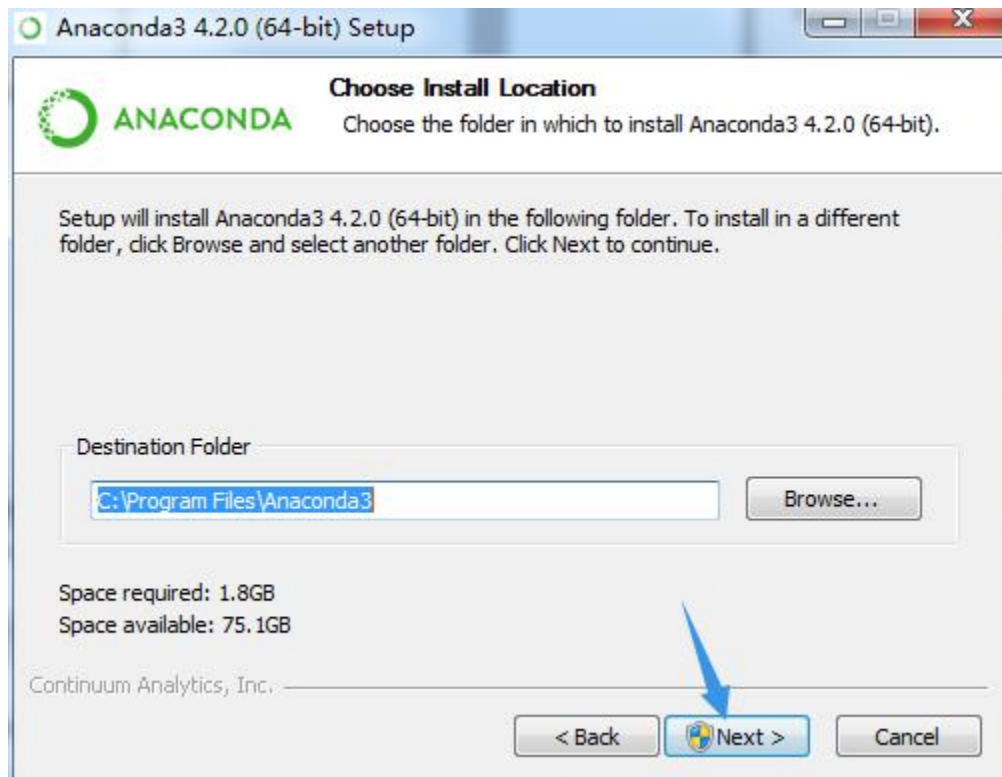 Anaconda3 4.2.0 (64-bit) Setup
ANACONDA
Choose Install Location
Choose the folder in which to install Anaconda3 4.2.0 (64-bit).
Setup will install Anaconda3 4.2.0 (64-bit) in the following folder. To install in a different
folder, click Browse and select another folder. Click Next to continue.
Destination Folder
C:\Program Files\Anaconda3
Browse...
Space required: 1.8GB
Space available: 75.1GB
Continuum Analytics, Inc.
< Back
Next >
Cancel